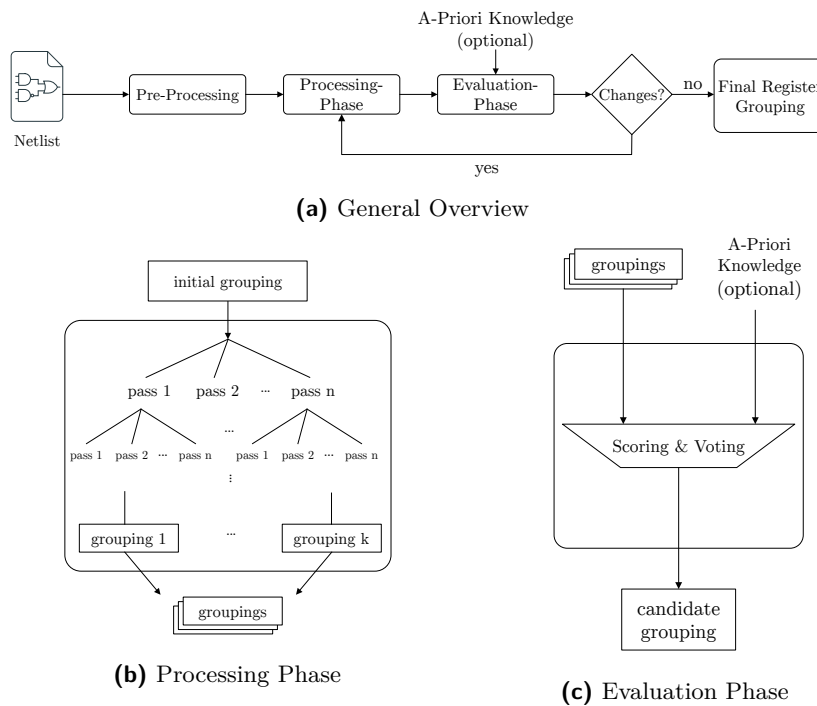 A-Priori Knowledge
(optional)
Netlist
Pre-Processing
Processing-
Phase
Evaluation-
Phase
Changes?
no
Final Register
Grouping
yes
(a) General Overview
initial grouping
pass 1 pass 2 ... pass n
...
pass 1 pass 2 ... pass n pass 1 pass 2 ... pass n
⋮
grouping 1 ... grouping k
groupings
(b) Processing Phase
groupings
A-Priori
Knowledge
(optional)
Scoring & Voting
candidate
grouping
(c) Evaluation Phase